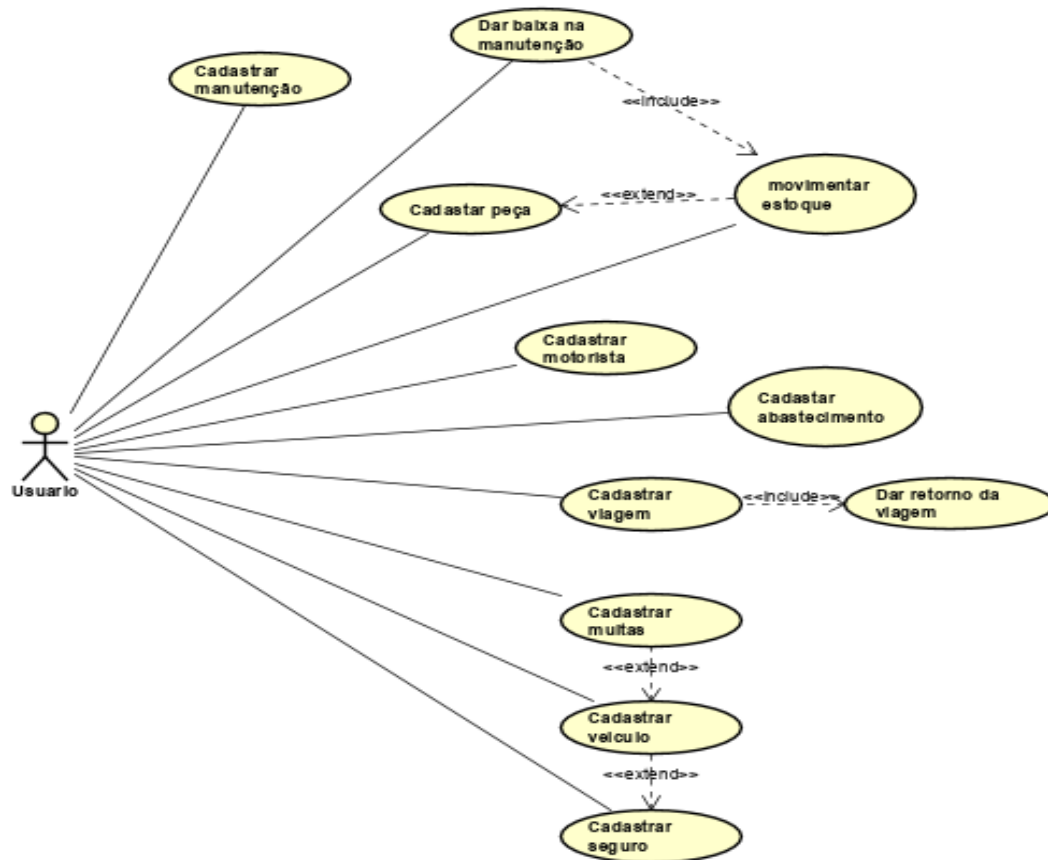 Dar baixa na
manutenção
Cadastrar
manutenção
<<include>>
movimentar
estoque
<<extend>>
Cadastar peça
Cadastrar
motorista
Cadastar
abastecimento
Usuario
Cadastrar
viagem
<<include>>
Dar retorno da
viagem
Cadastrar
multas
<<extend>>
Cadastrar
veiculo
<<extend>>
Cadastrar
seguro